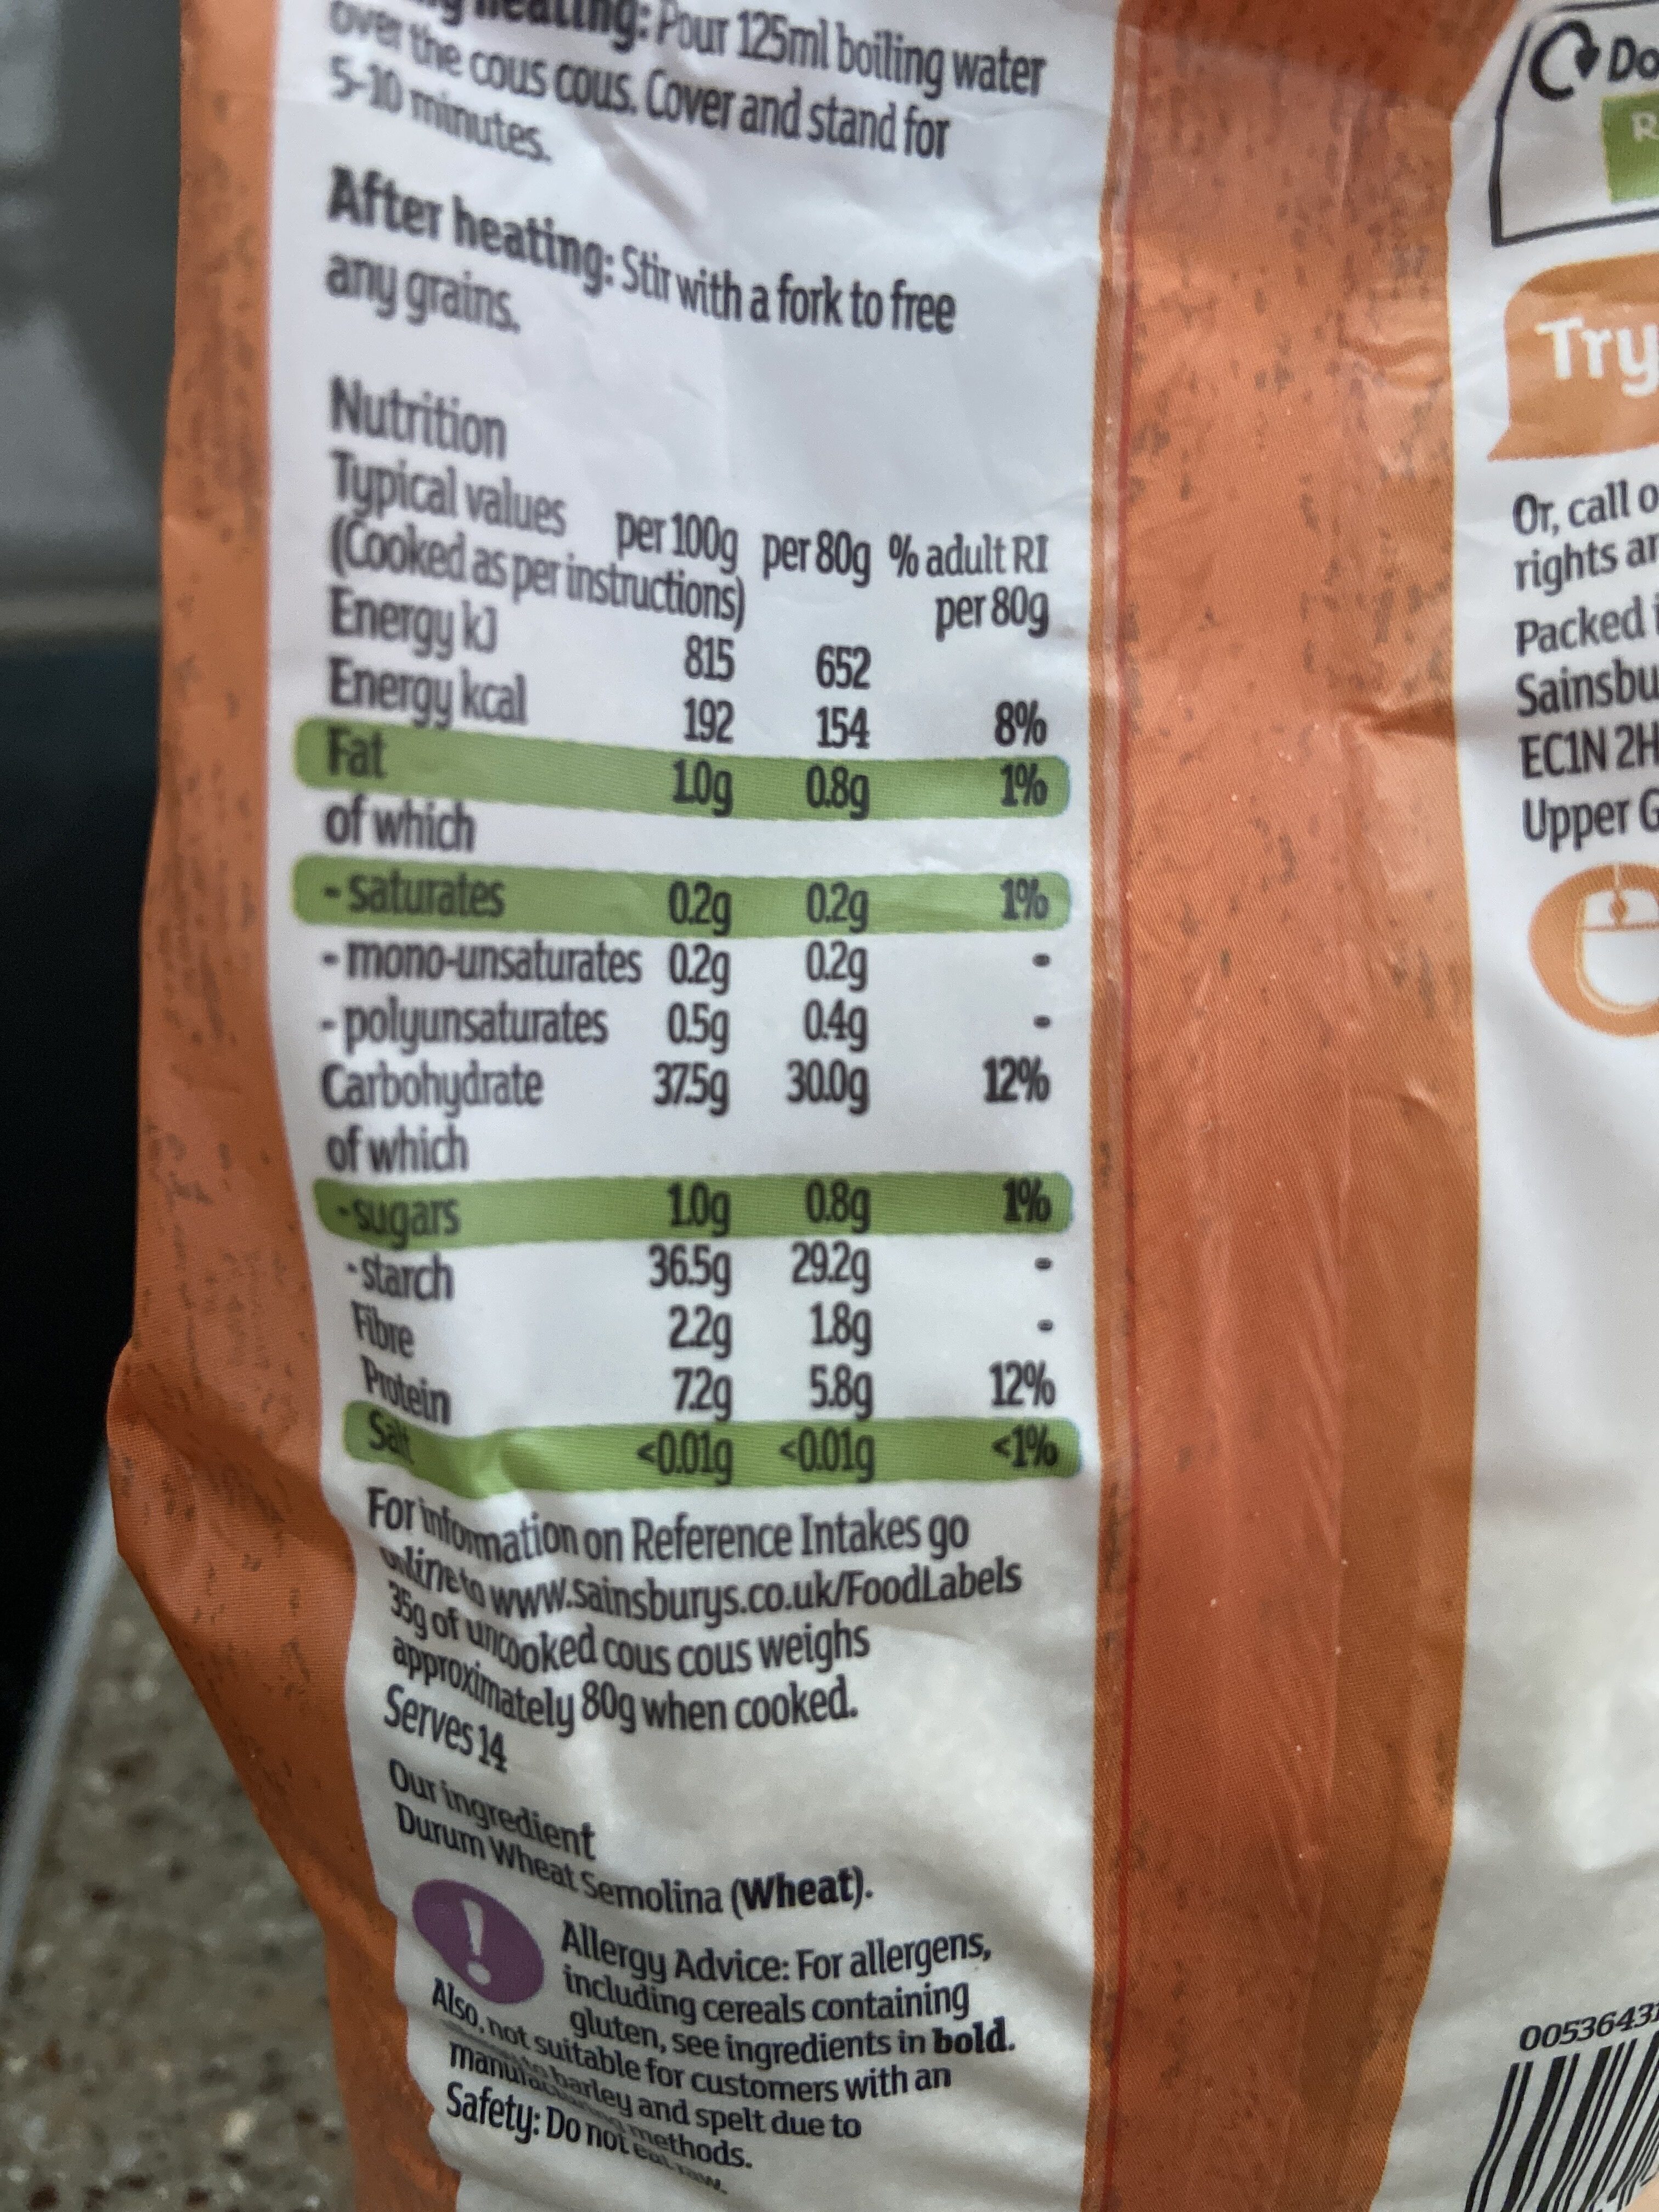 heating: Pour 125ml boiling water
over the cous cous. Cover and stand for
5-10 minutes.
After heating: Stir with a fork to free
any grains.
Nutrition
Typical values per 100g per 80g % adult RI
(Cooked as per instructions) per 80g
Energy kJ 815 652
Energy kcal 192 154 8%
Fat 1.0g 0.8g 1%
of which
- saturates 0.2g 0.2g 1%
- mono-unsaturates 0.2g 0.2g -
- polyunsaturates 0.5g 0.4g -
Carbohydrate 37.5g 30.0g 12%
of which
- sugars 1.0g 0.8g 1%
- starch 36.5g 29.2g -
Fibre 2.2g 1.8g -
Protein 7.2g 5.8g 12%
Salt <0.01g <0.01g <1%
For information on Reference Intakes go
online to www.sainsburys.co.uk/FoodLabels
35g of uncooked cous cous weighs
approximately 80g when cooked.
Serves 14
Our ingredient
Durum Wheat Semolina (Wheat).
!
Allergy Advice: For allergens,
including cereals containing
gluten, see ingredients in bold.
Also, not suitable for customers with an
barley and spelt due to
manufacturing methods.
Safety: Do not eat raw.
Do
R
Try
Or, call o
rights ar
Packed i
Sainsbu
EC1N 2H
Upper G
0053643